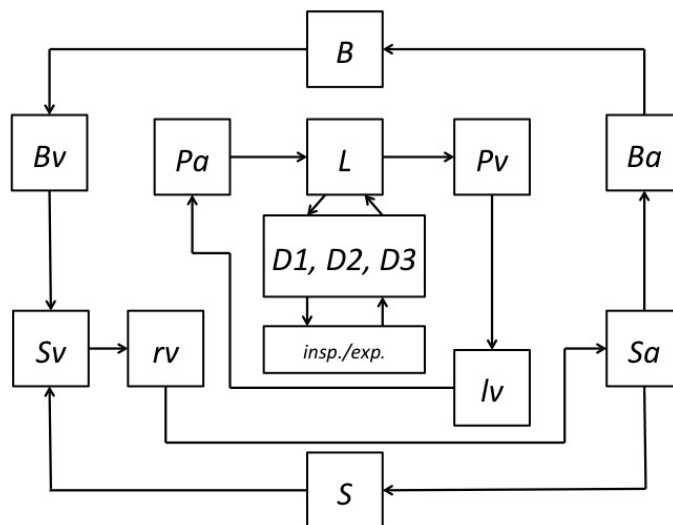 B
Bv
Pa
L
Pv
Ba
D1, D2, D3
Sv
rv
insp./exp.
Sa
lv
S